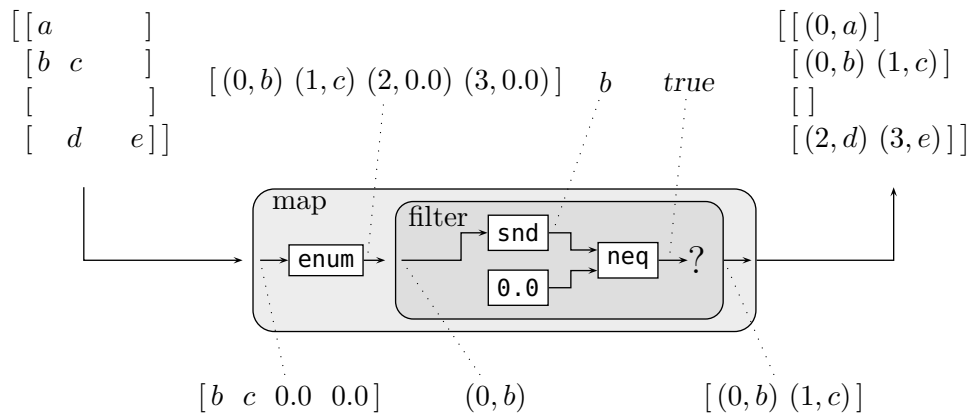 [[a ]
[b c ]
[ ]
[ d e]]
[(0, b) (1, c) (2, 0.0) (3, 0.0)]
b
true
[[(0, a)]
[(0, b) (1, c)]
[ ]
[(2, d) (3, e)]]
map
filter
enum
snd
0.0
neq
?
[b c 0.0 0.0]
(0, b)
[(0, b) (1, c)]